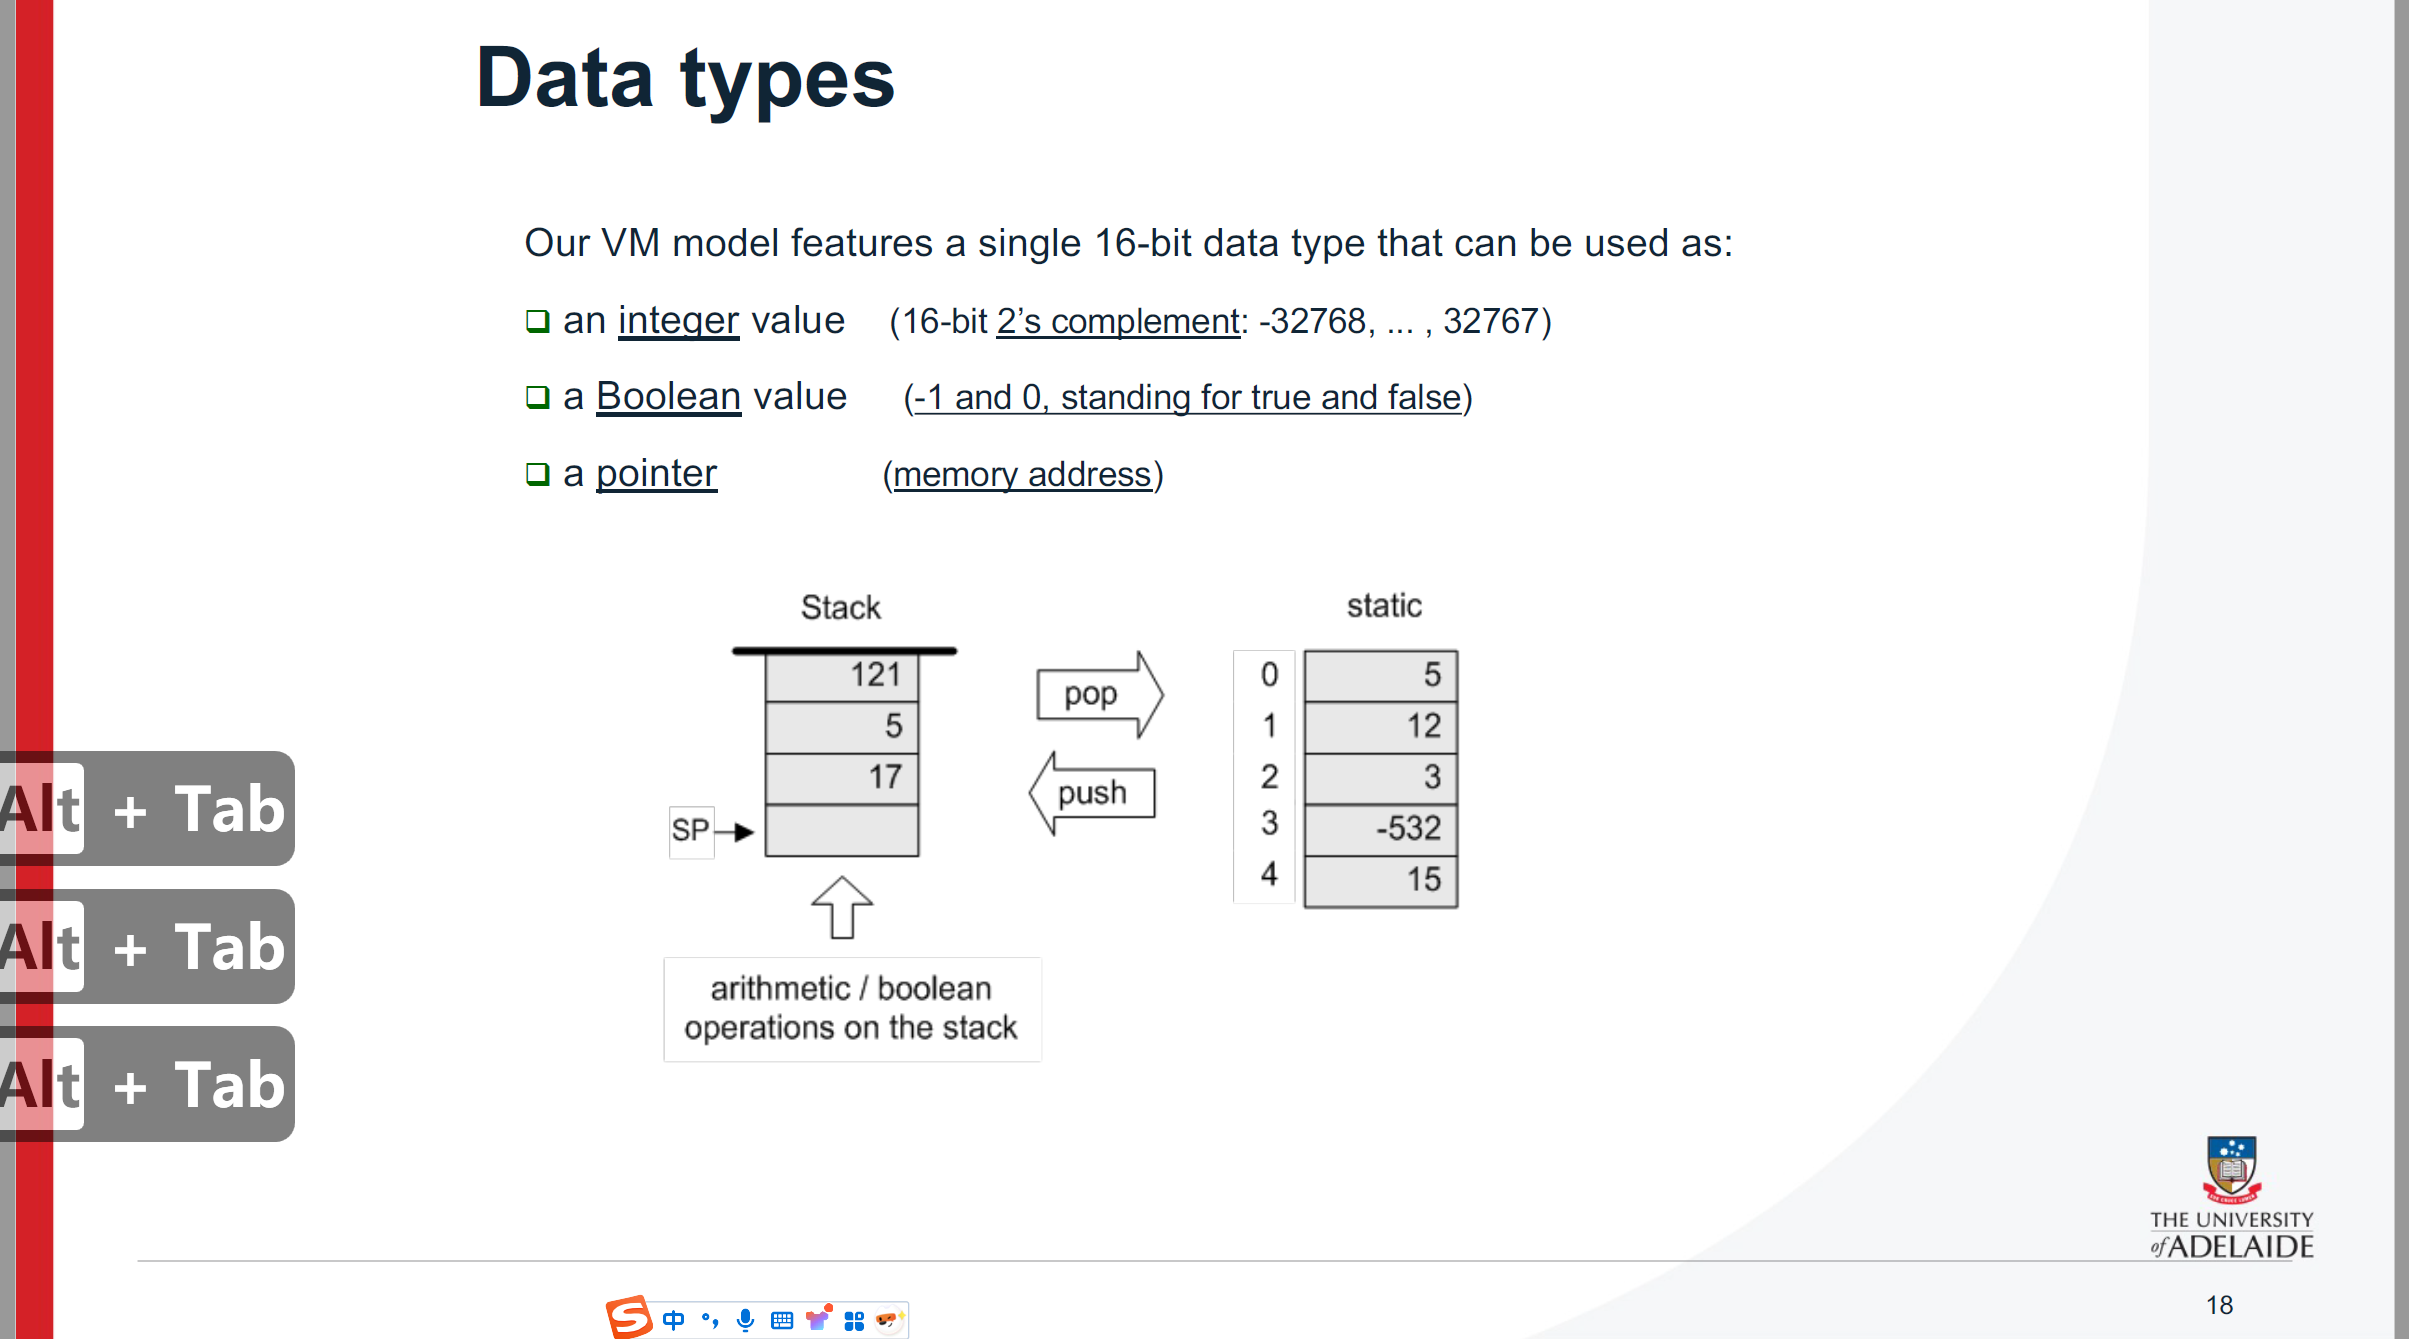 Data types
Our VM model features a single 16-bit data type that can be used as:
an integer value (16-bit 2’s complement: -32768, ... , 32767)
a Boolean value (-1 and 0, standing for true and false)
a pointer (memory address)
Stack
121
5
17
SP
arithmetic / boolean
operations on the stack
pop
push
static
0 5
1 12
2 3
3 -532
4 15
Alt + Tab
Alt + Tab
Alt + Tab
THE UNIVERSITY
of ADELAIDE
18
S 中 °,